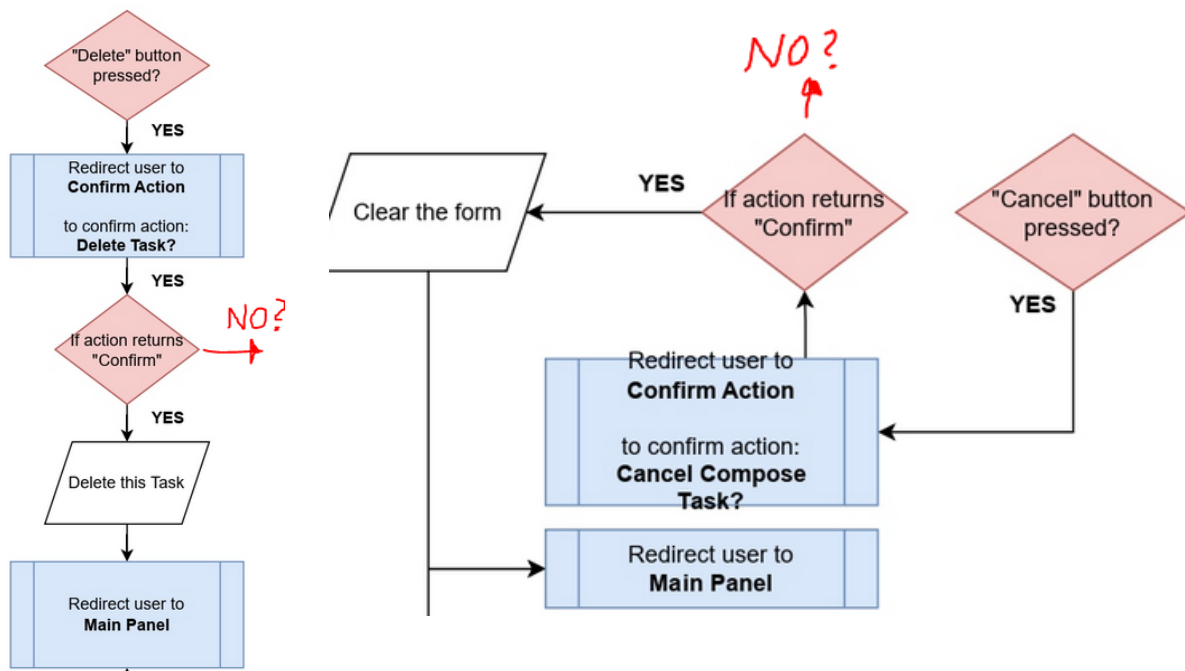 "Delete" button
pressed?
YES
Redirect user to
Confirm Action
to confirm action:
Delete Task?
YES
If action returns
"Confirm"
NO?
YES
Delete this Task
Redirect user to
Main Panel
NO?
Clear the form
YES
If action returns
"Confirm"
"Cancel" button
pressed?
YES
Redirect user to
Confirm Action
to confirm action:
Cancel Compose
Task?
Redirect user to
Main Panel